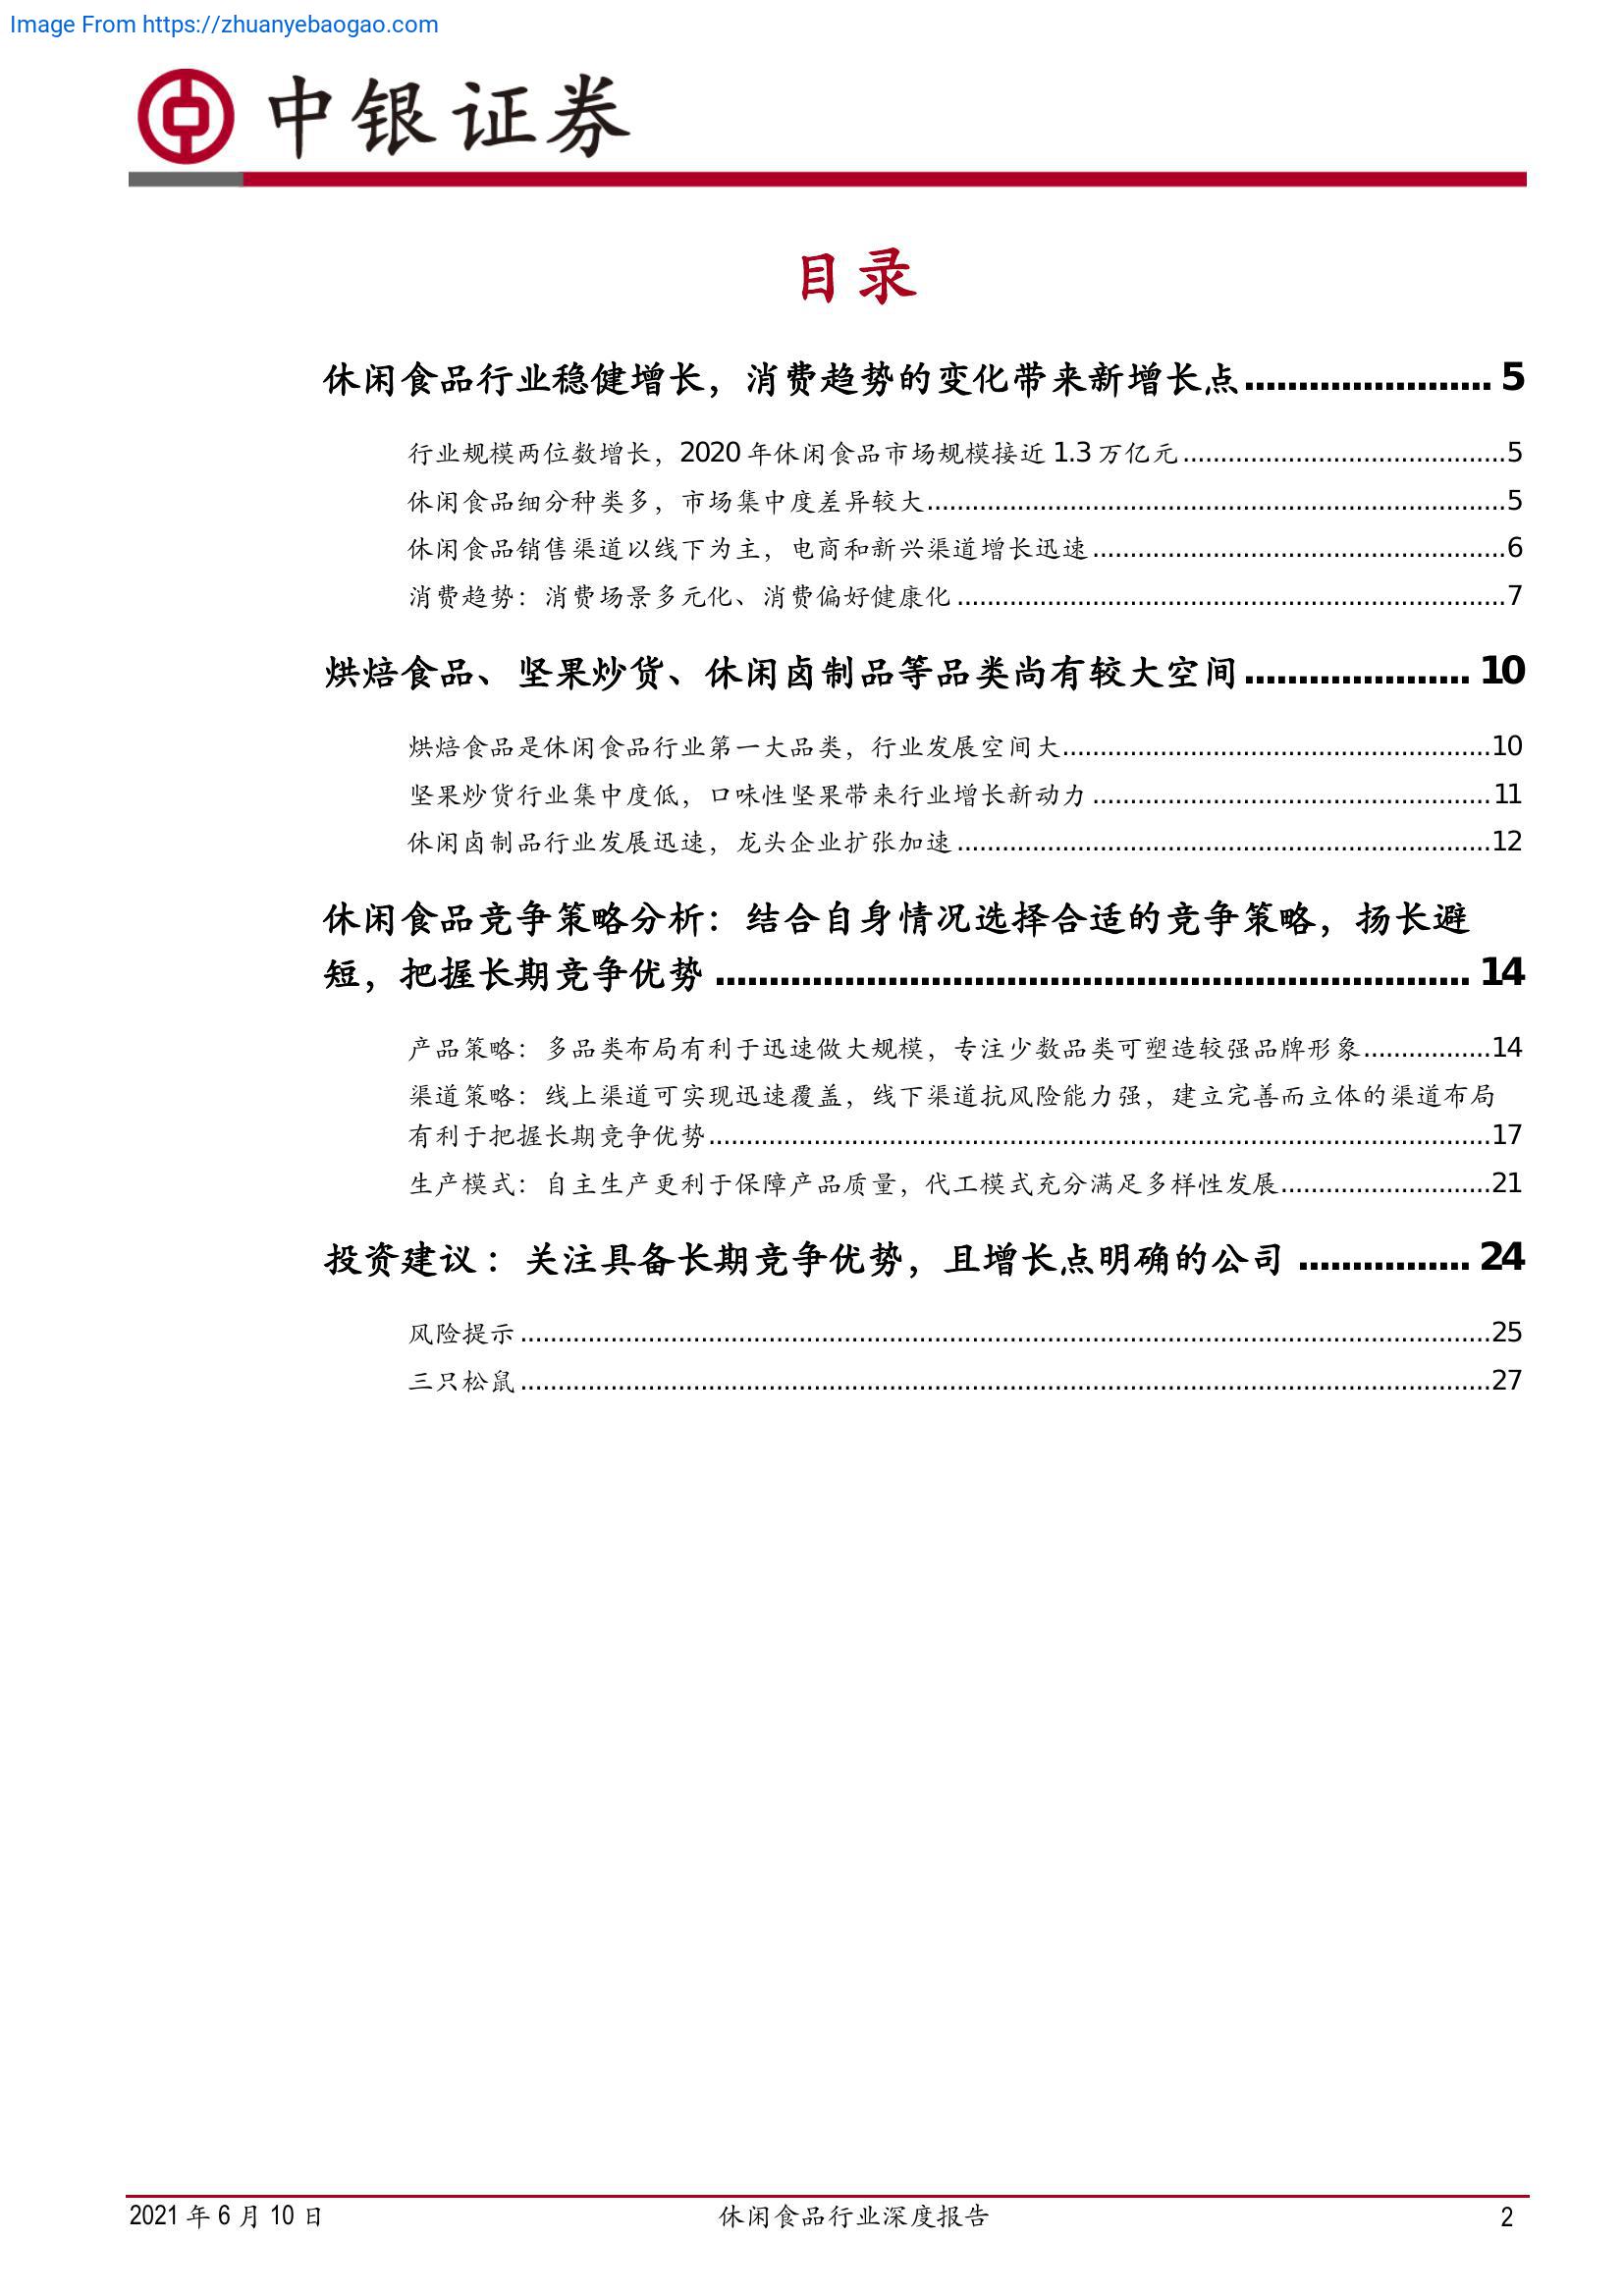 Image From https://zhuanyebaogao.com
中银证券
目录
休闲食品行业稳健增长，消费趋势的变化带来新增长点....................... 5
行业规模两位数增长，2020 年休闲食品市场规模接近 1.3 万亿元...........................................5
休闲食品细分种类多，市场集中度差异较大.............................................................................5
休闲食品销售渠道以线下为主，电商和新兴渠道增长迅速.......................................................6
消费趋势：消费场景多元化、消费偏好健康化.........................................................................7
烘焙食品、坚果炒货、休闲卤制品等品类尚有较大空间..................... 10
烘焙食品是休闲食品行业第一大品类，行业发展空间大.........................................................10
坚果炒货行业集中度低，口味性坚果带来行业增长新动力.....................................................11
休闲卤制品行业发展迅速，龙头企业扩张加速.......................................................................12
休闲食品竞争策略分析：结合自身情况选择合适的竞争策略，扬长避
短，把握长期竞争优势...................................................................... 14
产品策略：多品类布局有利于迅速做大规模，专注少数品类可塑造较强品牌形象.................14
渠道策略：线上渠道可实现迅速覆盖，线下渠道抗风险能力强，建立完善而立体的渠道布局
有利于把握长期竞争优势........................................................................................................17
生产模式：自主生产更利于保障产品质量，代工模式充分满足多样性发展............................21
投资建议：关注具备长期竞争优势，且增长点明确的公司................ 24
风险提示.................................................................................................................................25
三只松鼠.................................................................................................................................27
2021 年 6 月 10 日 休闲食品行业深度报告 2